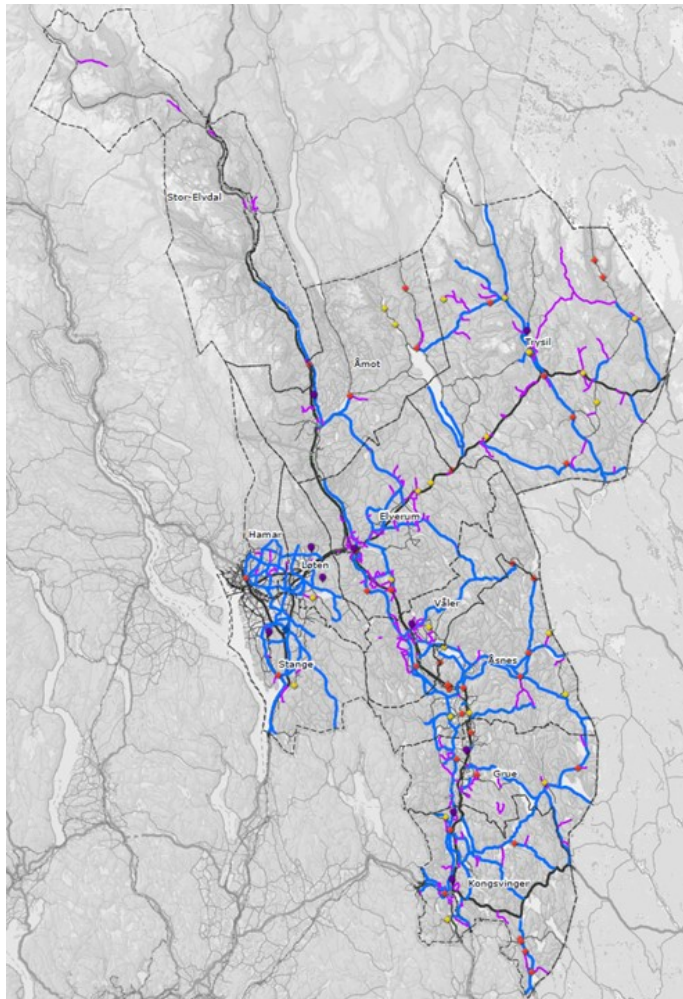 Stor-Elvdal
Trysil
Åmot
Elverum
Hamar
Løten
Våler
Åsnes
Stange
Grue
Kongsvinger